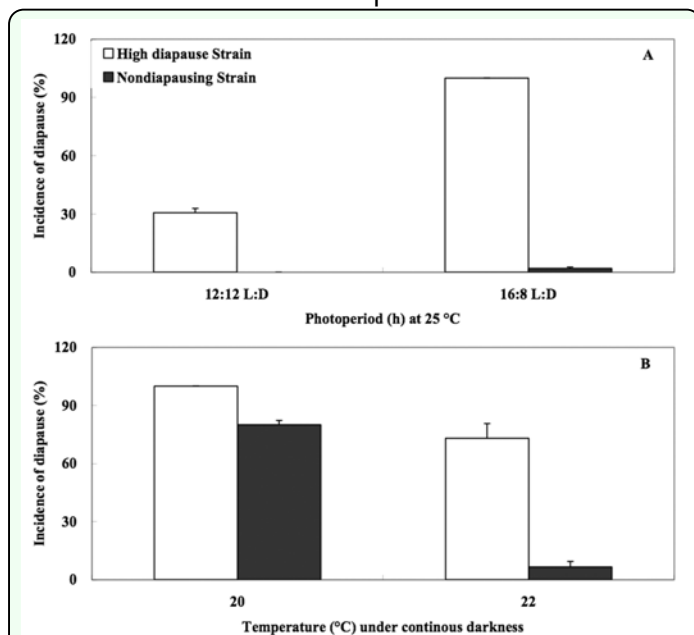 120
High diapause Strain
A
Nondiapausing Strain
90
60
30
0
Incidence of diapause (%)
12:12 L:D
16:8 L:D
Photoperiod (h) at 25 °C
120
B
90
60
30
0
Incidence of diapause (%)
20
22
Temperature (°C) under continous darkness